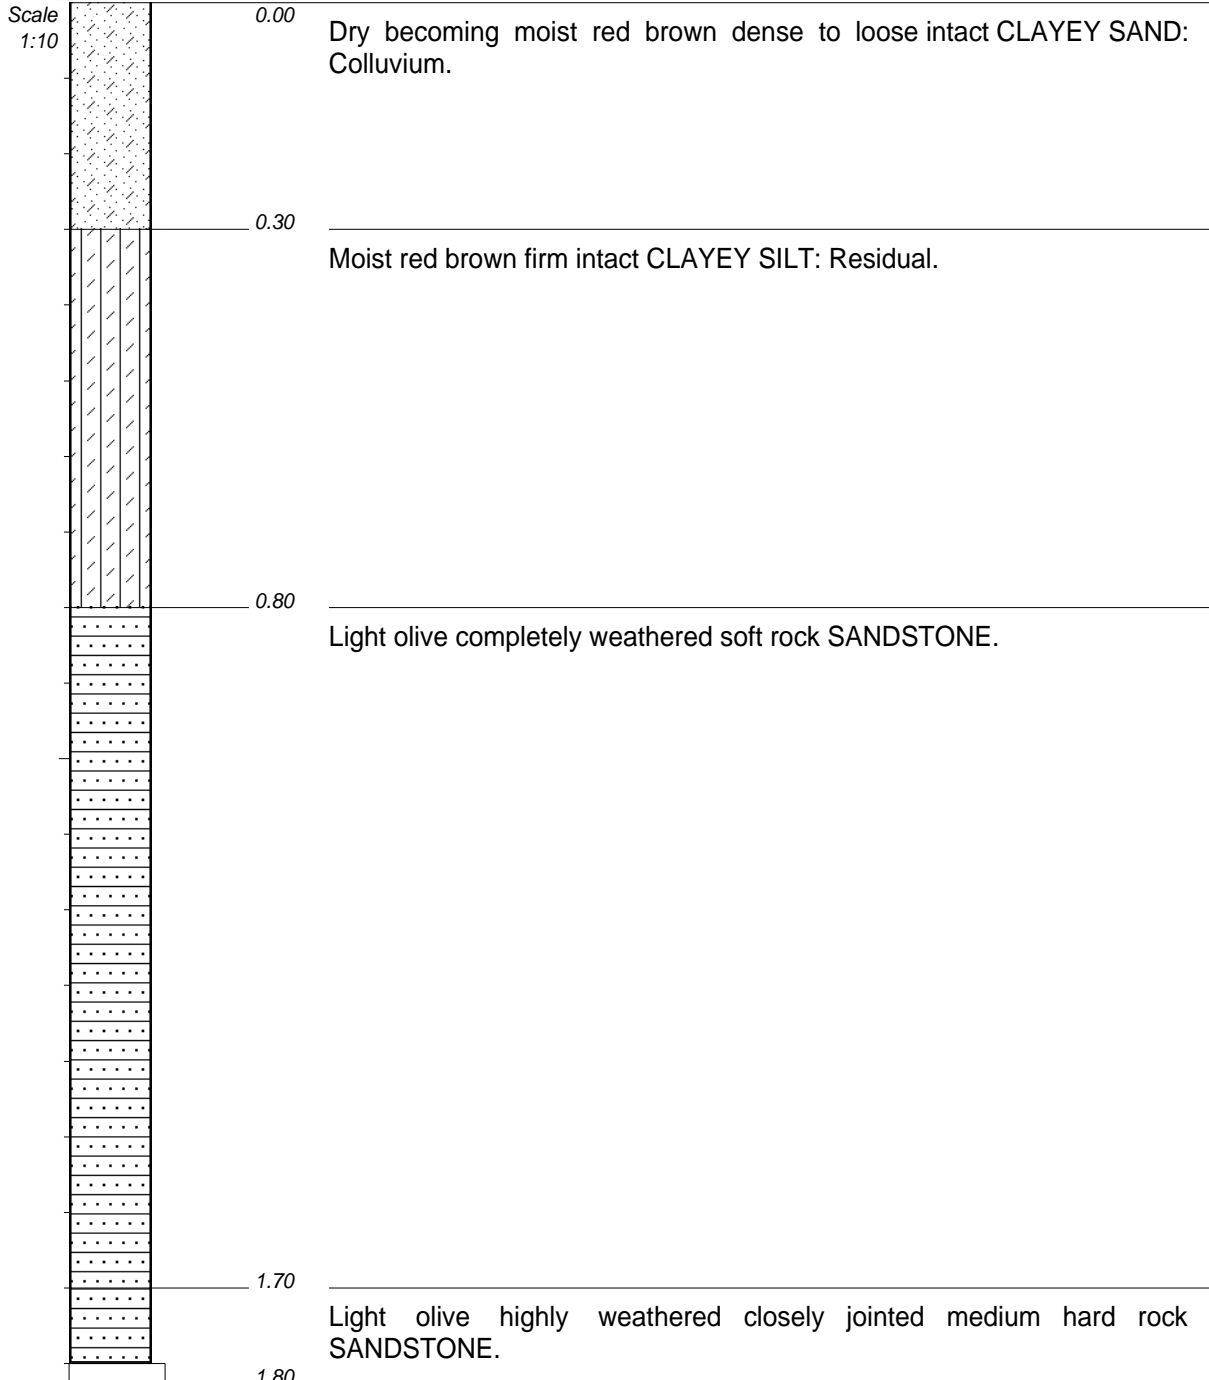 Scale
1:10
0.00
Dry becoming moist red brown dense to loose intact CLAYEY SAND:
Colluvium.
0.30
Moist red brown firm intact CLAYEY SILT: Residual.
0.80
Light olive completely weathered soft rock SANDSTONE.
1.70
Light olive highly weathered closely jointed medium hard rock
SANDSTONE.
1.80